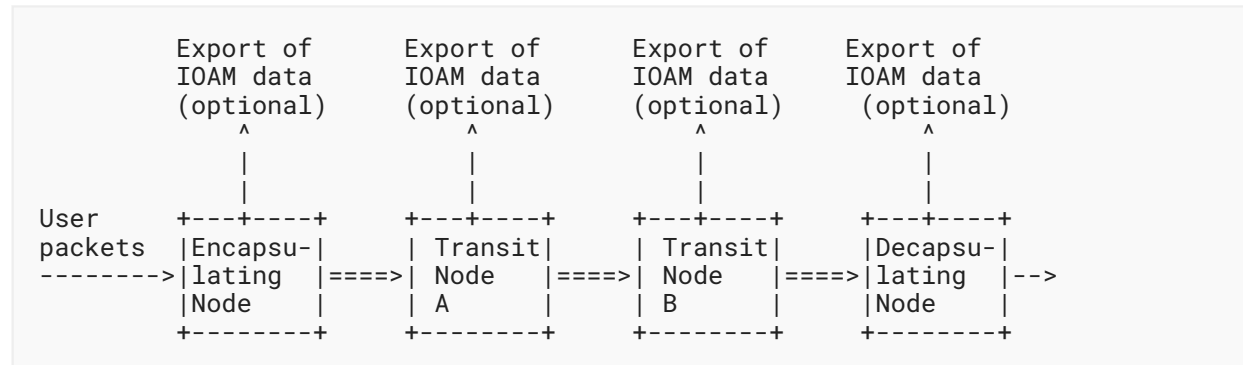 Export of Export of Export of Export of
IOAM data IOAM data IOAM data IOAM data
(optional) (optional) (optional) (optional)
User
packets Encapsu- Transit Transit Decapsu-
lating Node Node lating
Node A B Node